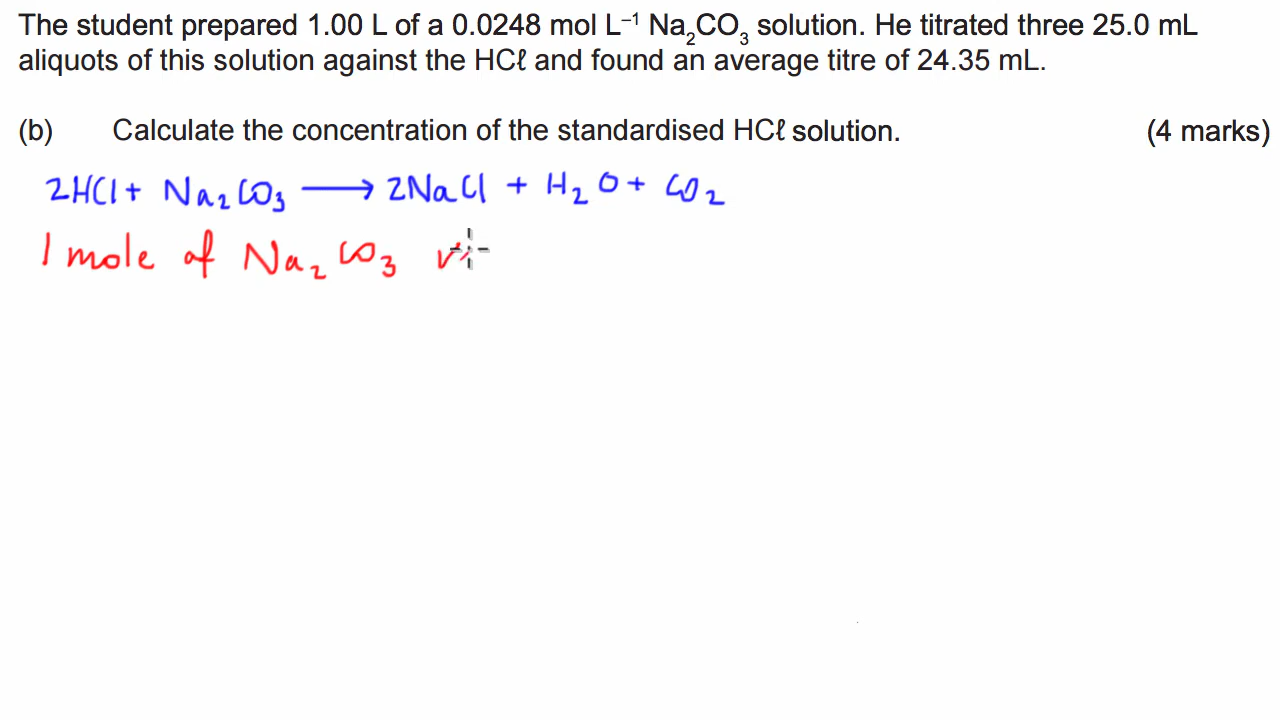 The student prepared 1.00 L of a 0.0248 mol L⁻¹ Na₂CO₃ solution. He titrated three 25.0 mL
aliquots of this solution against the HCℓ and found an average titre of 24.35 mL.
(b) Calculate the concentration of the standardised HCℓ solution. (4 marks)
2HCl + Na₂CO₃ ⟶ 2NaCl + H₂O + CO₂
1 mole of Na₂CO₃